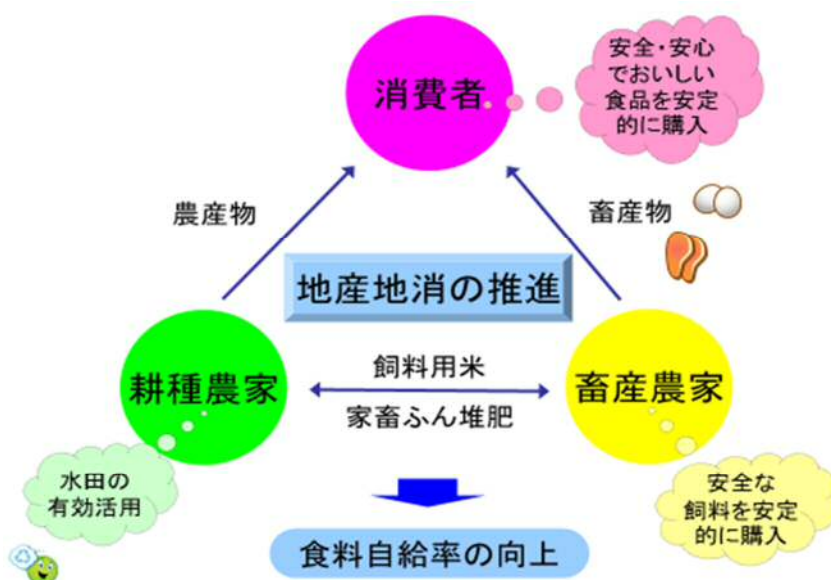 消費者
安全・安心
でおいしい
食品を安定
的に購入
農産物
畜産物
地産地消の推進
耕種農家
飼料用米
家畜ふん堆肥
畜産農家
水田の
有効活用
安全な
飼料を安定
的に購入
食料自給率の向上